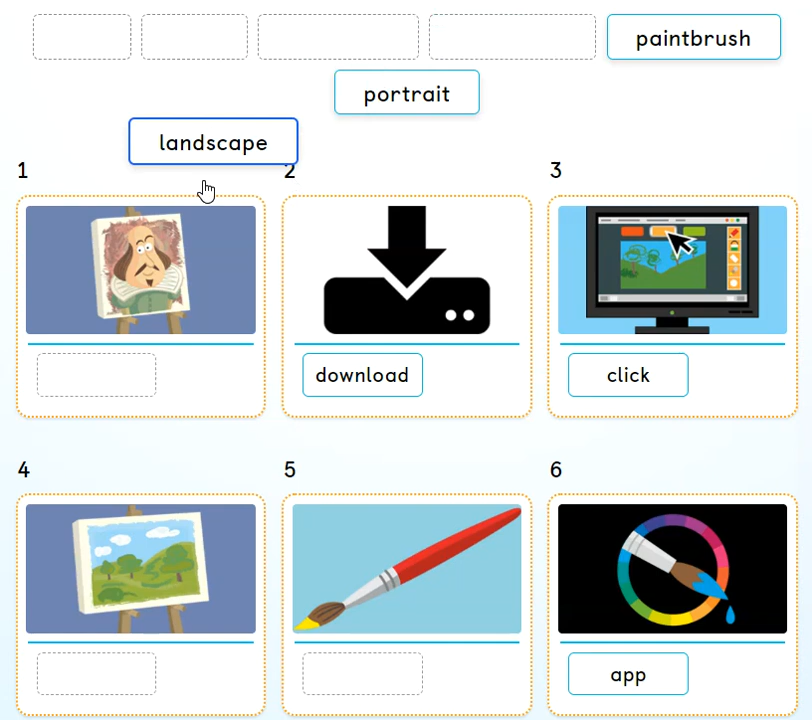 paintbrush
portrait
landscape
1 2 3
download click
4 5 6
app